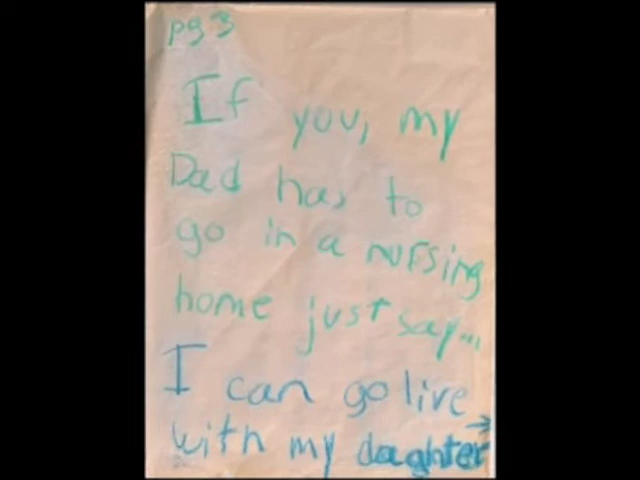 pg 3
If you, my
Dad has to
go in a nursing
home just say...
I can go live
with my daghter